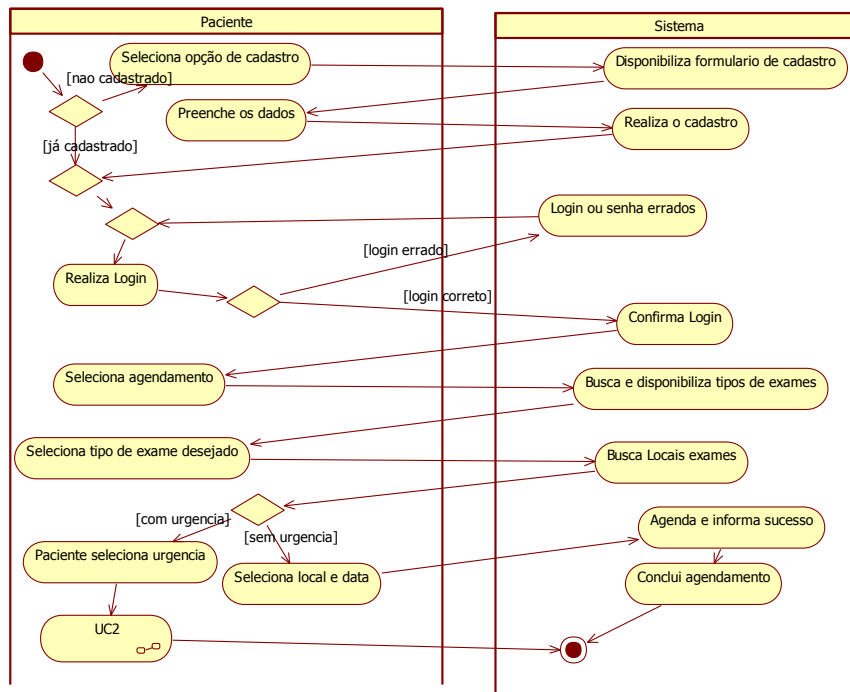 Paciente
Sistema
Seleciona opção de cadastro
Disponibiliza formulario de cadastro
[nao cadastrado]
Preenche os dados
Realiza o cadastro
[já cadastrado]
Login ou senha errados
[login errado]
Realiza Login
[login correto]
Confirma Login
Seleciona agendamento
Busca e disponibiliza tipos de exames
Seleciona tipo de exame desejado
Busca Locais exames
[com urgencia]
Agenda e informa sucesso
[sem urgencia]
Paciente seleciona urgencia
Seleciona local e data
Conclui agendamento
UC2